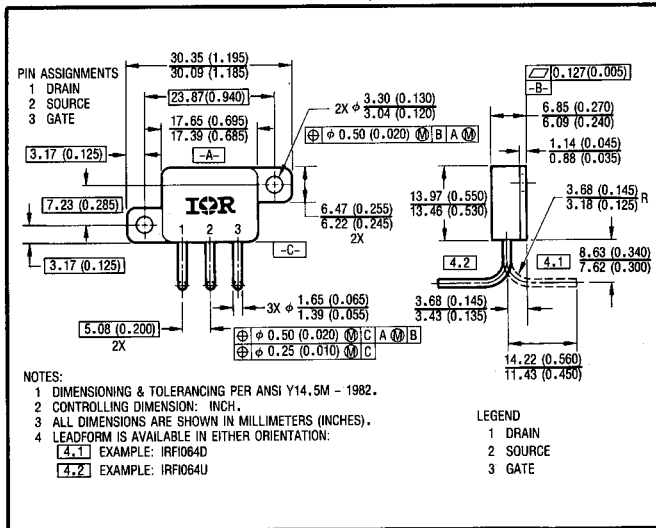 PIN ASSIGNMENTS
1 DRAIN
2 SOURCE
3 GATE
30.35 (1.195)
30.09 (1.185)
23.87(0.940)
17.65 (0.695)
17.39 (0.685)
3.17 (0.125)
-A-
2X ϕ 3.30 (0.130)
3.04 (0.120)
⌖ ϕ 0.50 (0.020) Ⓜ B A Ⓜ
7.23 (0.285)
IOR
1 2 3
6.47 (0.255)
6.22 (0.245)
2X
-C-
3.17 (0.125)
3X ϕ 1.65 (0.065)
1.39 (0.055)
5.08 (0.200)
2X
⌖ ϕ 0.50 (0.020) Ⓜ C A Ⓜ B
⌖ ϕ 0.25 (0.010) Ⓜ C
⏥ 0.127(0.005)
-B-
6.85 (0.270)
6.09 (0.240)
1.14 (0.045)
0.88 (0.035)
13.97 (0.550)
13.46 (0.530)
3.68 (0.145)
3.18 (0.125) R
4.2
4.1
8.63 (0.340)
7.62 (0.300)
3.68 (0.145)
3.43 (0.135)
14.22 (0.560)
11.43 (0.450)
NOTES:
1 DIMENSIONING & TOLERANCING PER ANSI Y14.5M - 1982.
2 CONTROLLING DIMENSION: INCH.
3 ALL DIMENSIONS ARE SHOWN IN MILLIMETERS (INCHES).
4 LEADFORM IS AVAILABLE IN EITHER ORIENTATION:
4.1 EXAMPLE: IRFI064D
4.2 EXAMPLE: IRFI064U
LEGEND
1 DRAIN
2 SOURCE
3 GATE